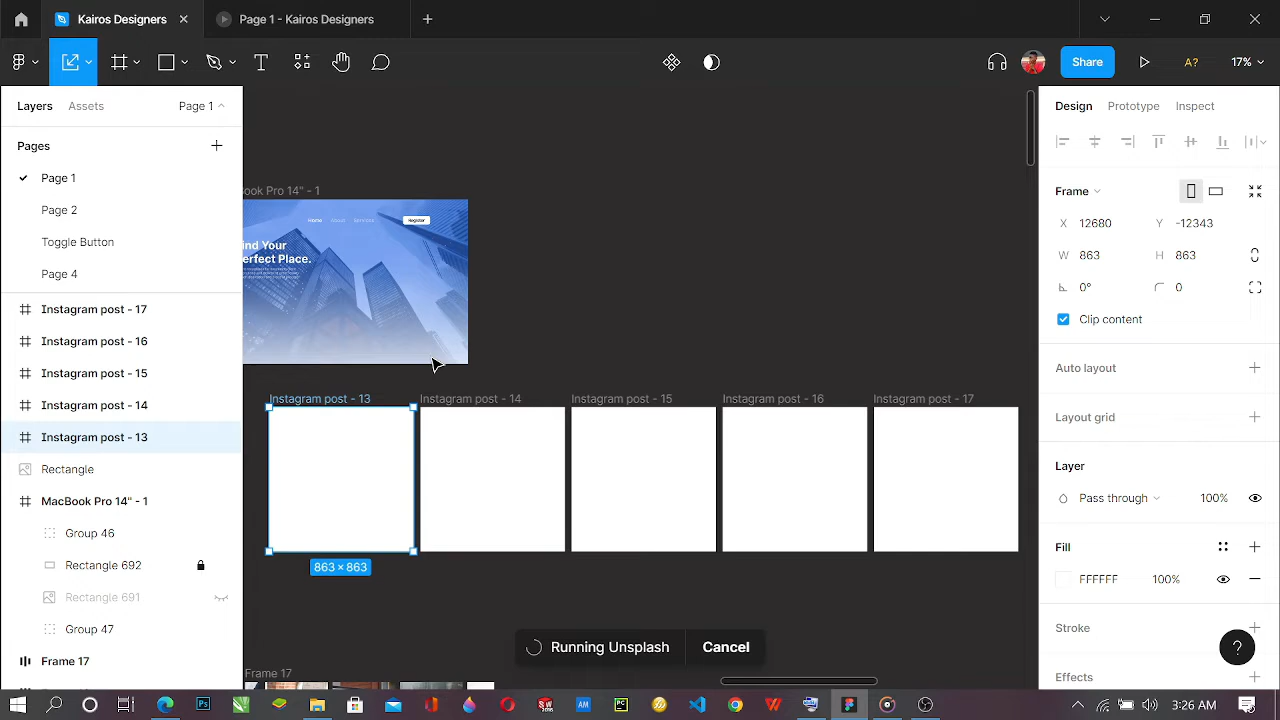 Kairos Designers
Page 1 - Kairos Designers
Share
A?
17%
Layers
Assets
Page 1
Pages
Page 1
Page 2
Toggle Button
Page 4
Instagram post - 17
Instagram post - 16
Instagram post - 15
Instagram post - 14
Instagram post - 13
Rectangle
MacBook Pro 14" - 1
Group 46
Rectangle 692
Rectangle 691
Group 47
Frame 17
Book Pro 14" - 1
Home About Services
Register
ind Your
erfect Place.
Instagram post - 13
Instagram post - 14
Instagram post - 15
Instagram post - 16
Instagram post - 17
863 × 863
Running Unsplash
Cancel
Frame 17
Design
Prototype
Inspect
Frame
X 12680
Y -12343
W 863
H 863
0°
0
Clip content
Auto layout
Layout grid
Layer
Pass through
100%
Fill
FFFFFF
100%
Stroke
?
Effects
3:26 AM